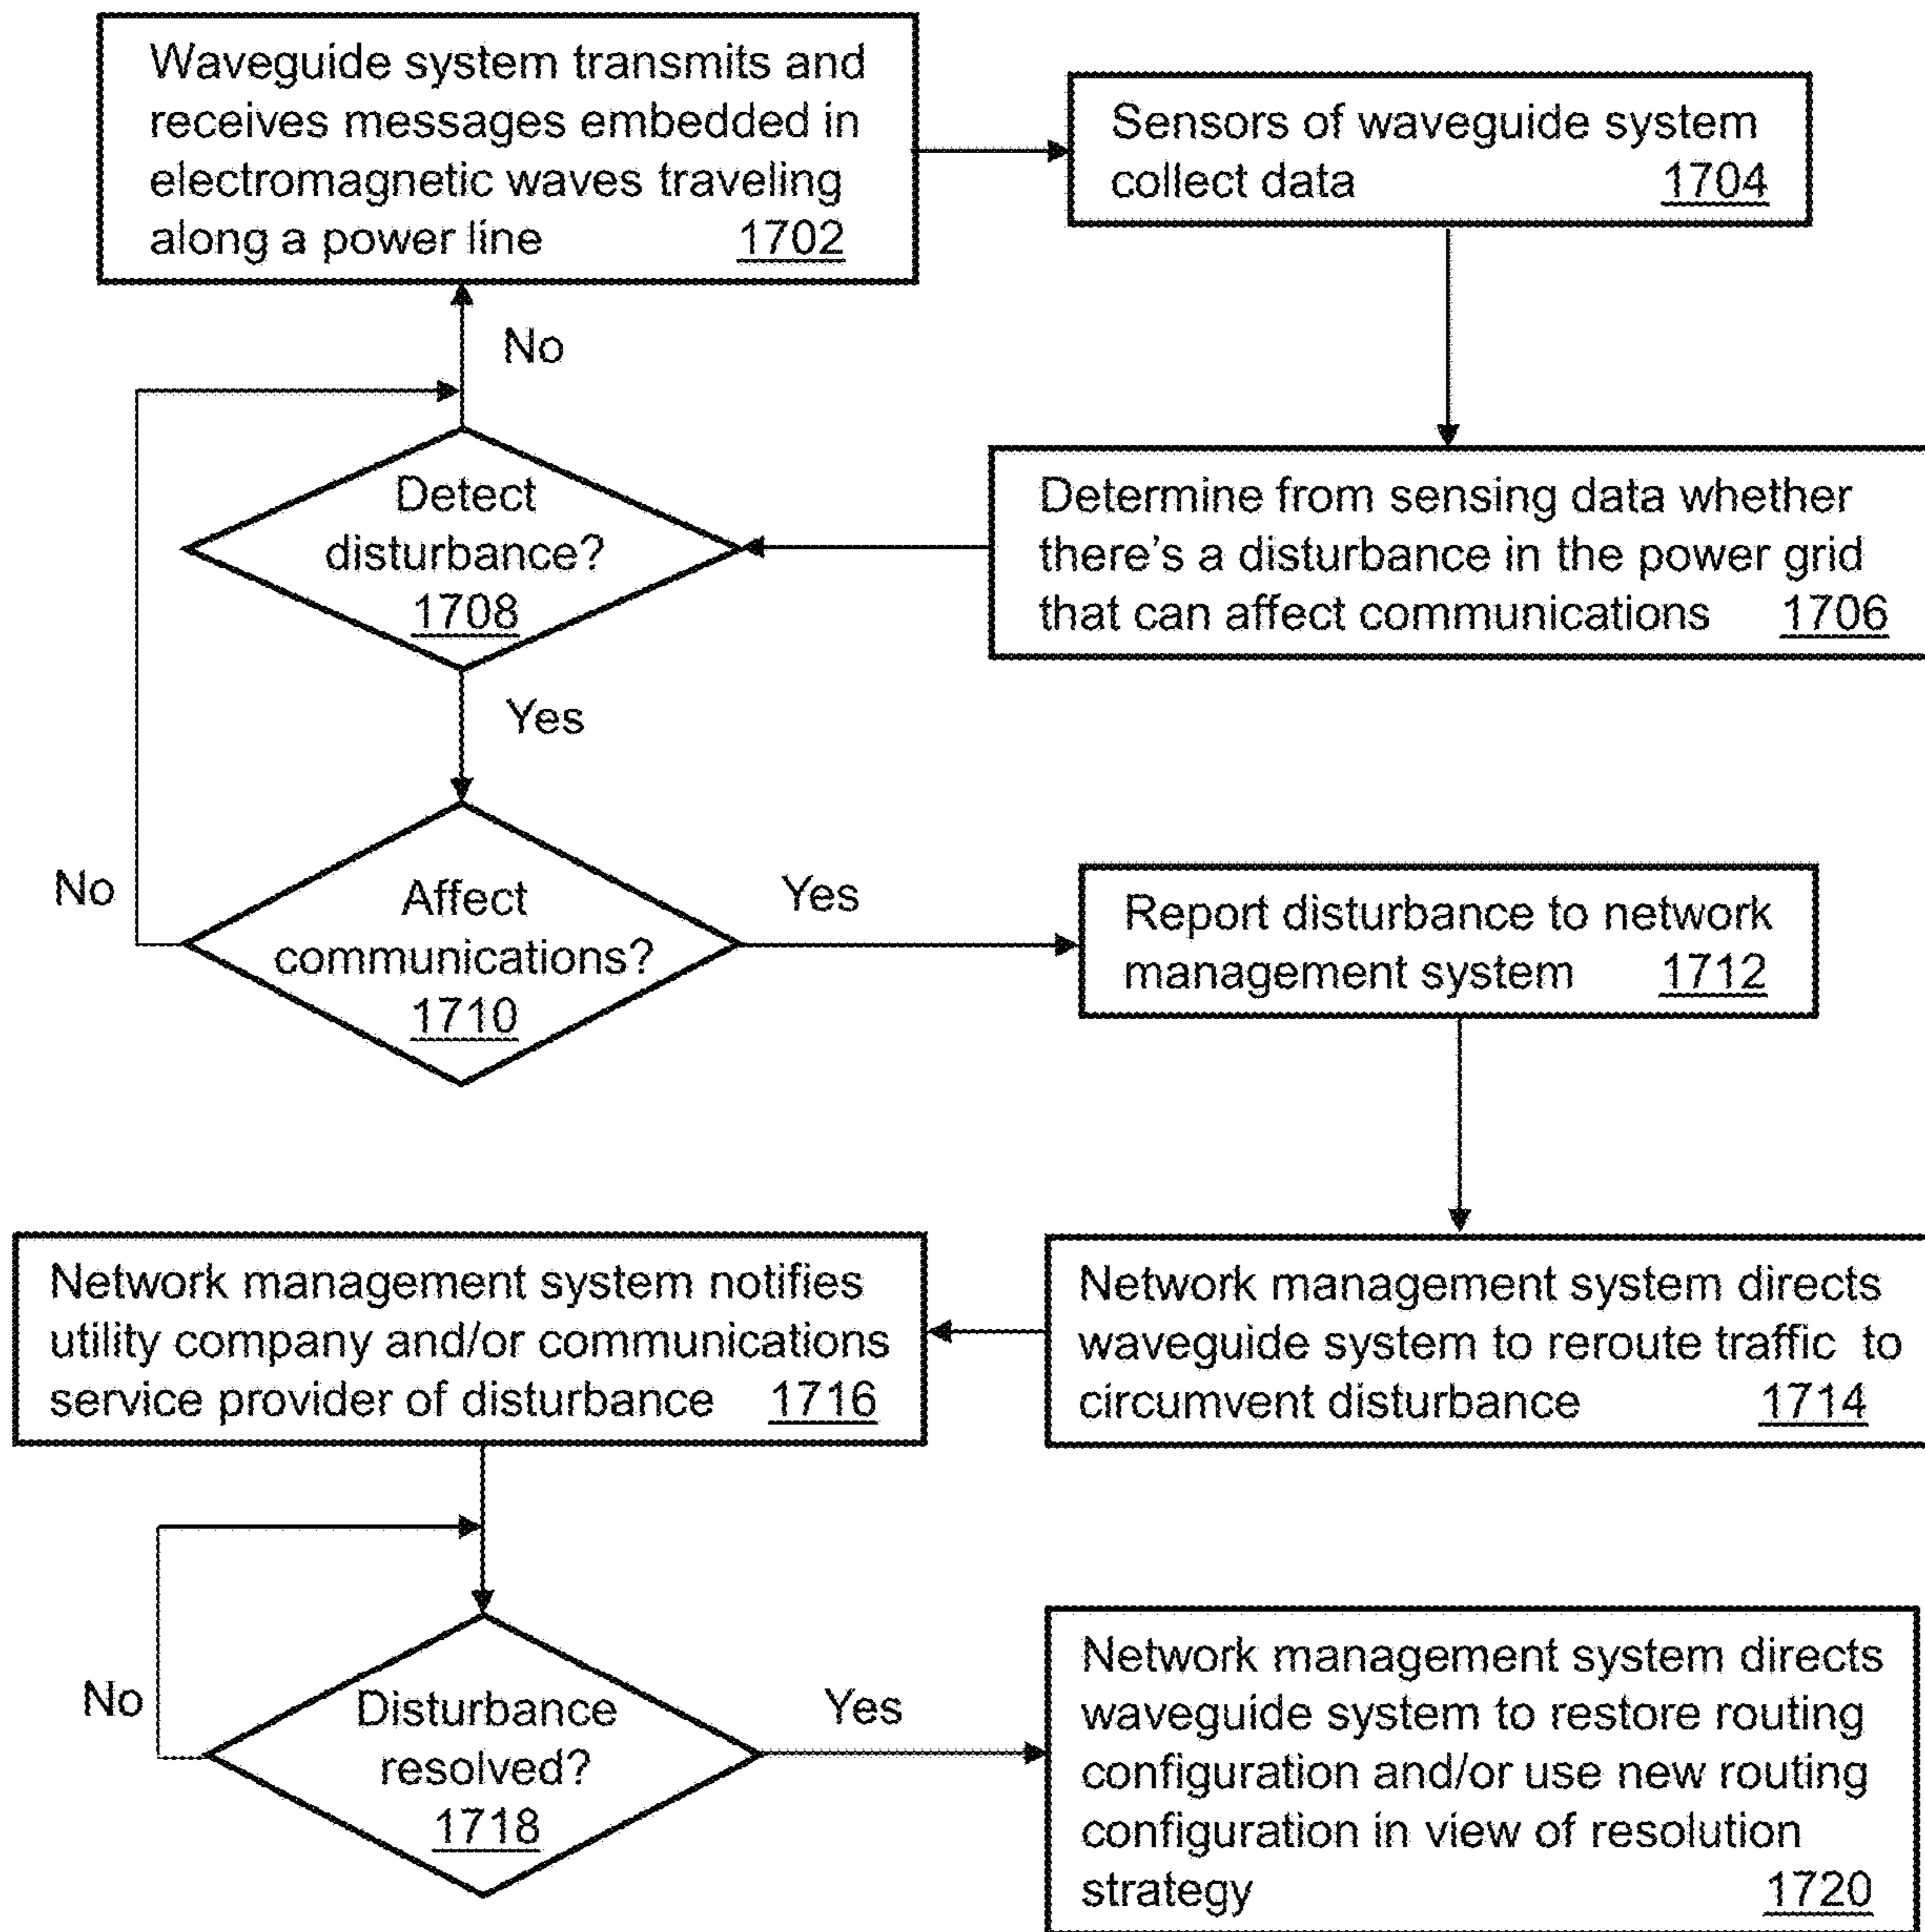 Waveguide system transmits and
receives messages embedded in
electromagnetic waves traveling
along a power line 1702
Sensors of waveguide system
collect data 1704
No
Detect
disturbance?
1708
Determine from sensing data whether
there's a disturbance in the power grid
that can affect communications 1706
Yes
No
Affect
communications?
1710
Yes
Report disturbance to network
management system 1712
Network management system directs
waveguide system to reroute traffic to
circumvent disturbance 1714
Network management system notifies
utility company and/or communications
service provider of disturbance 1716
No
Disturbance
resolved?
1718
Yes
Network management system directs
waveguide system to restore routing
configuration and/or use new routing
configuration in view of resolution
strategy 1720